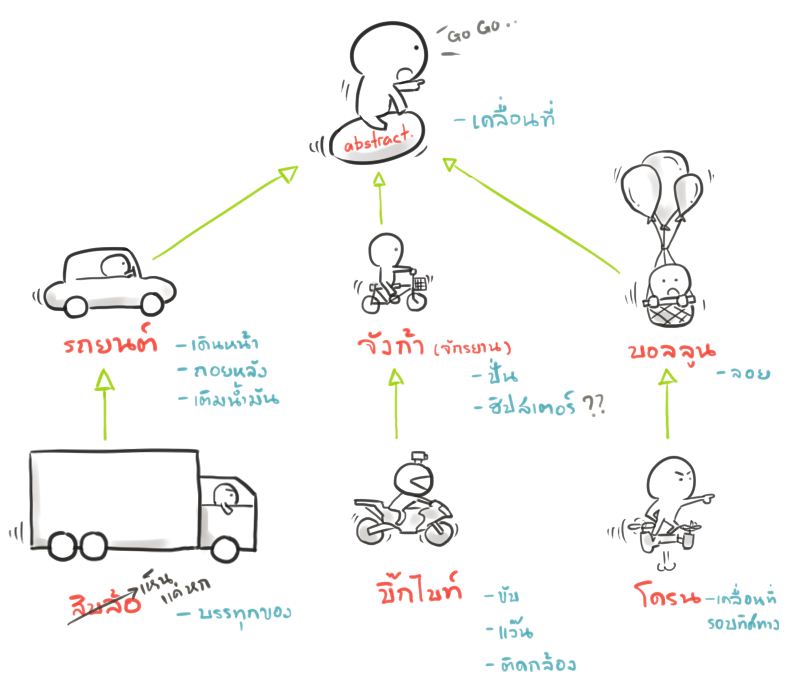 GO GO..
abstract.
- เคลื่อนที่
รถยนต์
- เดินหน้า
- ถอยหลัง
- เติมน้ำมัน
จังก้า (จักรยาน)
- ปั่น
- ฮิปสเตอร์ ??
บอลลูน
- ลอย
สิบล้อ
เห็น
แค่หก
- บรรทุกของ
บิ๊กไบท์
- ขับ
- แว๊น
- ติดกล้อง
โดรน
- เคลื่อนที่
รอบทิศทาง